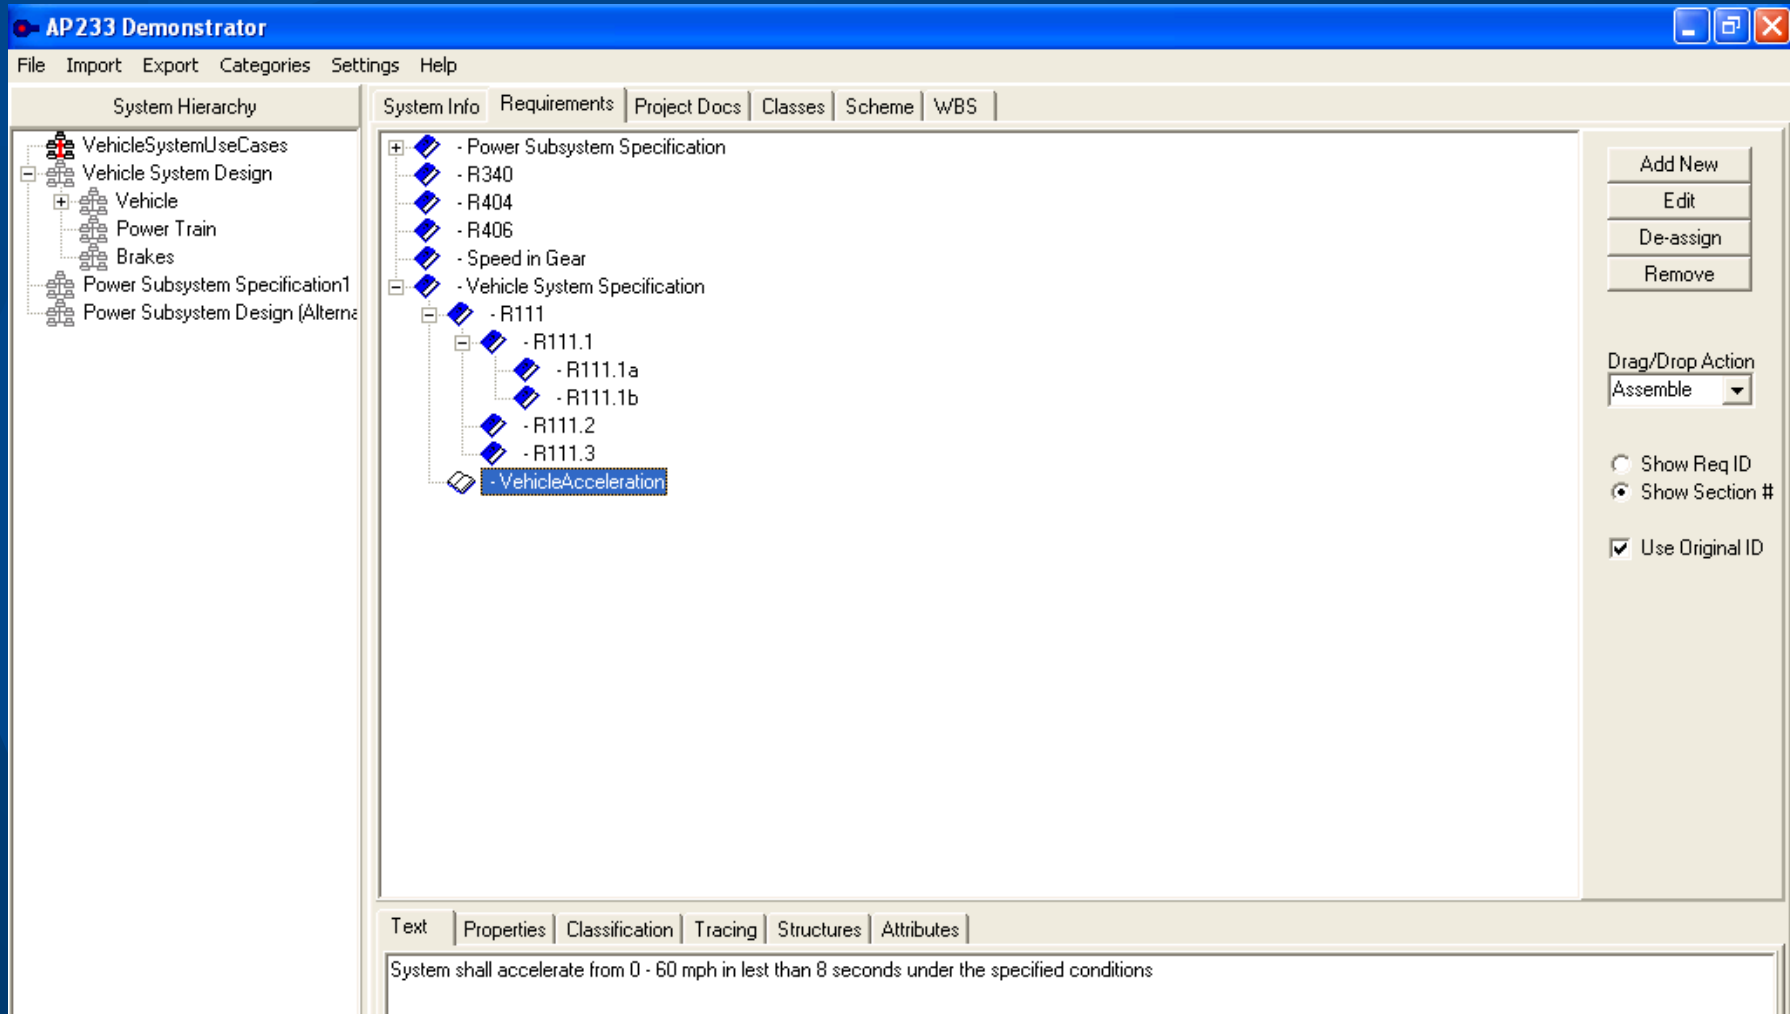 AP233 Demonstrator
File Import Export Categories Settings Help
System Hierarchy
VehicleSystemUseCases
Vehicle System Design
Vehicle
Power Train
Brakes
Power Subsystem Specification1
Power Subsystem Design (Alterna
System Info Requirements Project Docs Classes Scheme WBS
- Power Subsystem Specification
- R340
- R404
- R406
- Speed in Gear
- Vehicle System Specification
- R111
- R111.1
- R111.1a
- R111.1b
- R111.2
- R111.3
- VehicleAcceleration
Add New
Edit
De-assign
Remove
Drag/Drop Action
Assemble
Show Req ID
Show Section #
Use Original ID
Text Properties Classification Tracing Structures Attributes
System shall accelerate from 0 - 60 mph in lest than 8 seconds under the specified conditions